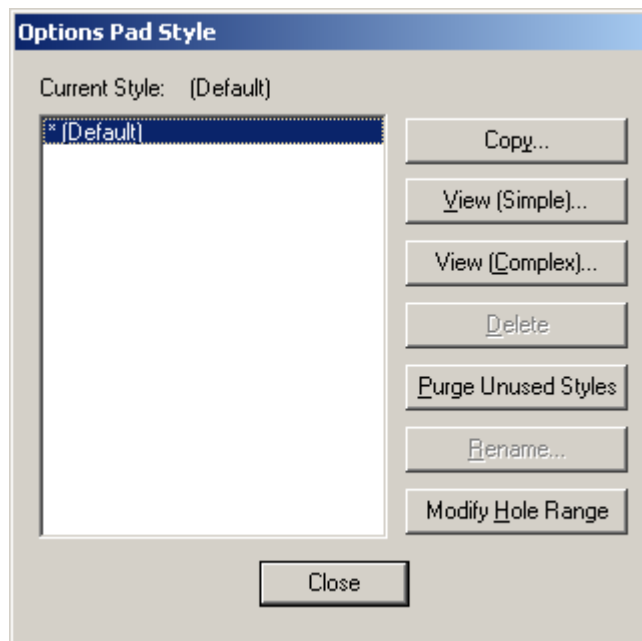 Options Pad Style
Current Style: (Default)
* (Default)
Copy...
View (Simple)...
View (Complex)...
Delete
Purge Unused Styles
Rename...
Modify Hole Range
Close